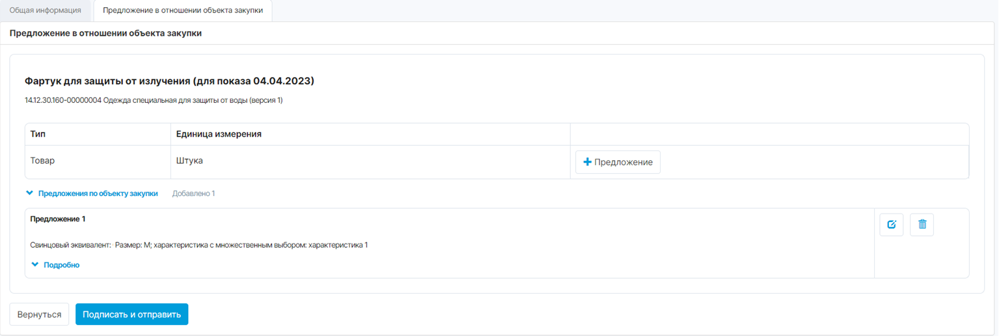 Общая информация
Предложение в отношении объекта закупки
Предложение в отношении объекта закупки
Фартук для защиты от излучения (для показа 04.04.2023)
14.12.30.160-00000004 Одежда специальная для защиты от воды (версия 1)
Тип
Единица измерения
Товар
Штука
Предложение
Предложения по объекту закупки
Добавлено 1
Предложение 1
Свинцовый эквивалент: Размер: М; характеристика с множественным выбором: характеристика 1
Подробно
Вернуться
Подписать и отправить